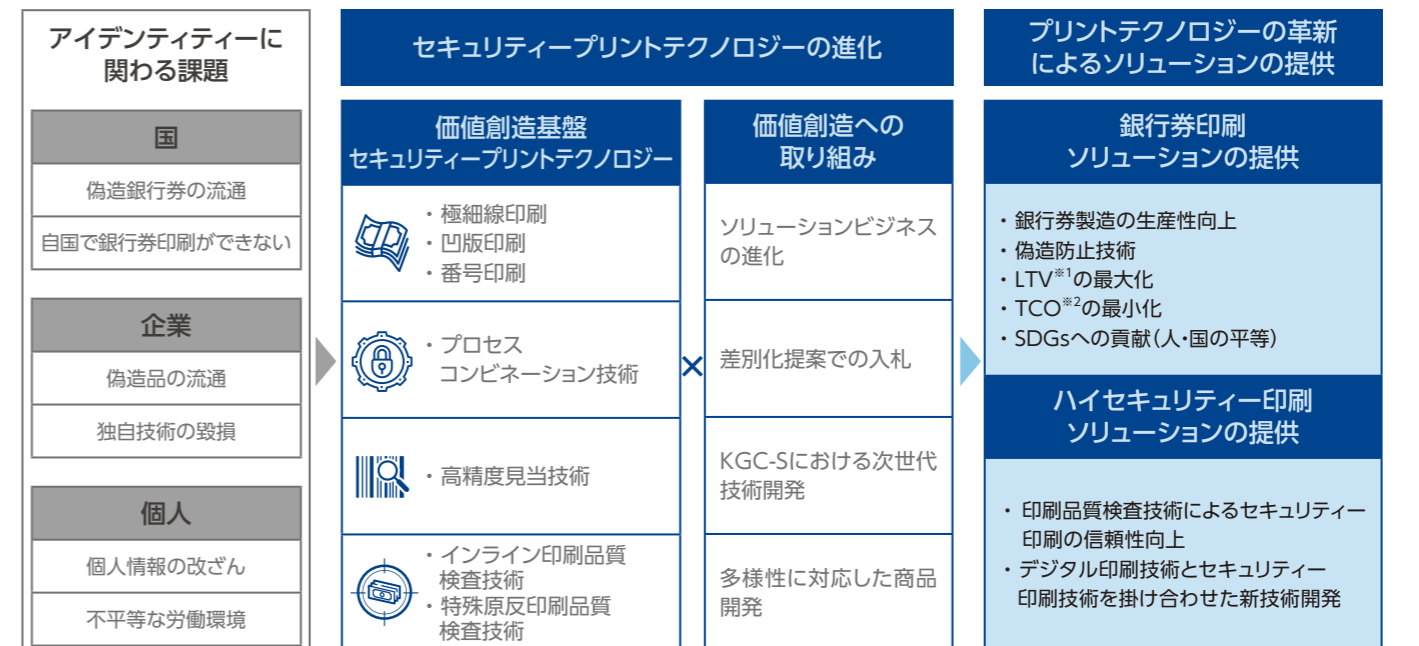 アイデンティティーに
関わる課題
国
偽造銀行券の流通
自国で銀行券印刷ができない
企業
偽造品の流通
独自技術の毀損
個人
個人情報の改ざん
不平等な労働環境
セキュリティープリントテクノロジーの進化
価値創造基盤
セキュリティープリントテクノロジー
・極細線印刷
・凹版印刷
・番号印刷
・プロセス
コンビネーション技術
・高精度見当技術
・インライン印刷品質
検査技術
・特殊原反印刷品質
検査技術
×
価値創造への
取り組み
ソリューションビジネス
の進化
差別化提案での入札
KGC-Sにおける次世代
技術開発
多様性に対応した商品
開発
プリントテクノロジーの革新
によるソリューションの提供
銀行券印刷
ソリューションの提供
・銀行券製造の生産性向上
・偽造防止技術
・LTV※1の最大化
・TCO※2の最小化
・SDGsへの貢献(人・国の平等)
ハイセキュリティー印刷
ソリューションの提供
・印刷品質検査技術によるセキュリティー
印刷の信頼性向上
・デジタル印刷技術とセキュリティー
印刷技術を掛け合わせた新技術開発